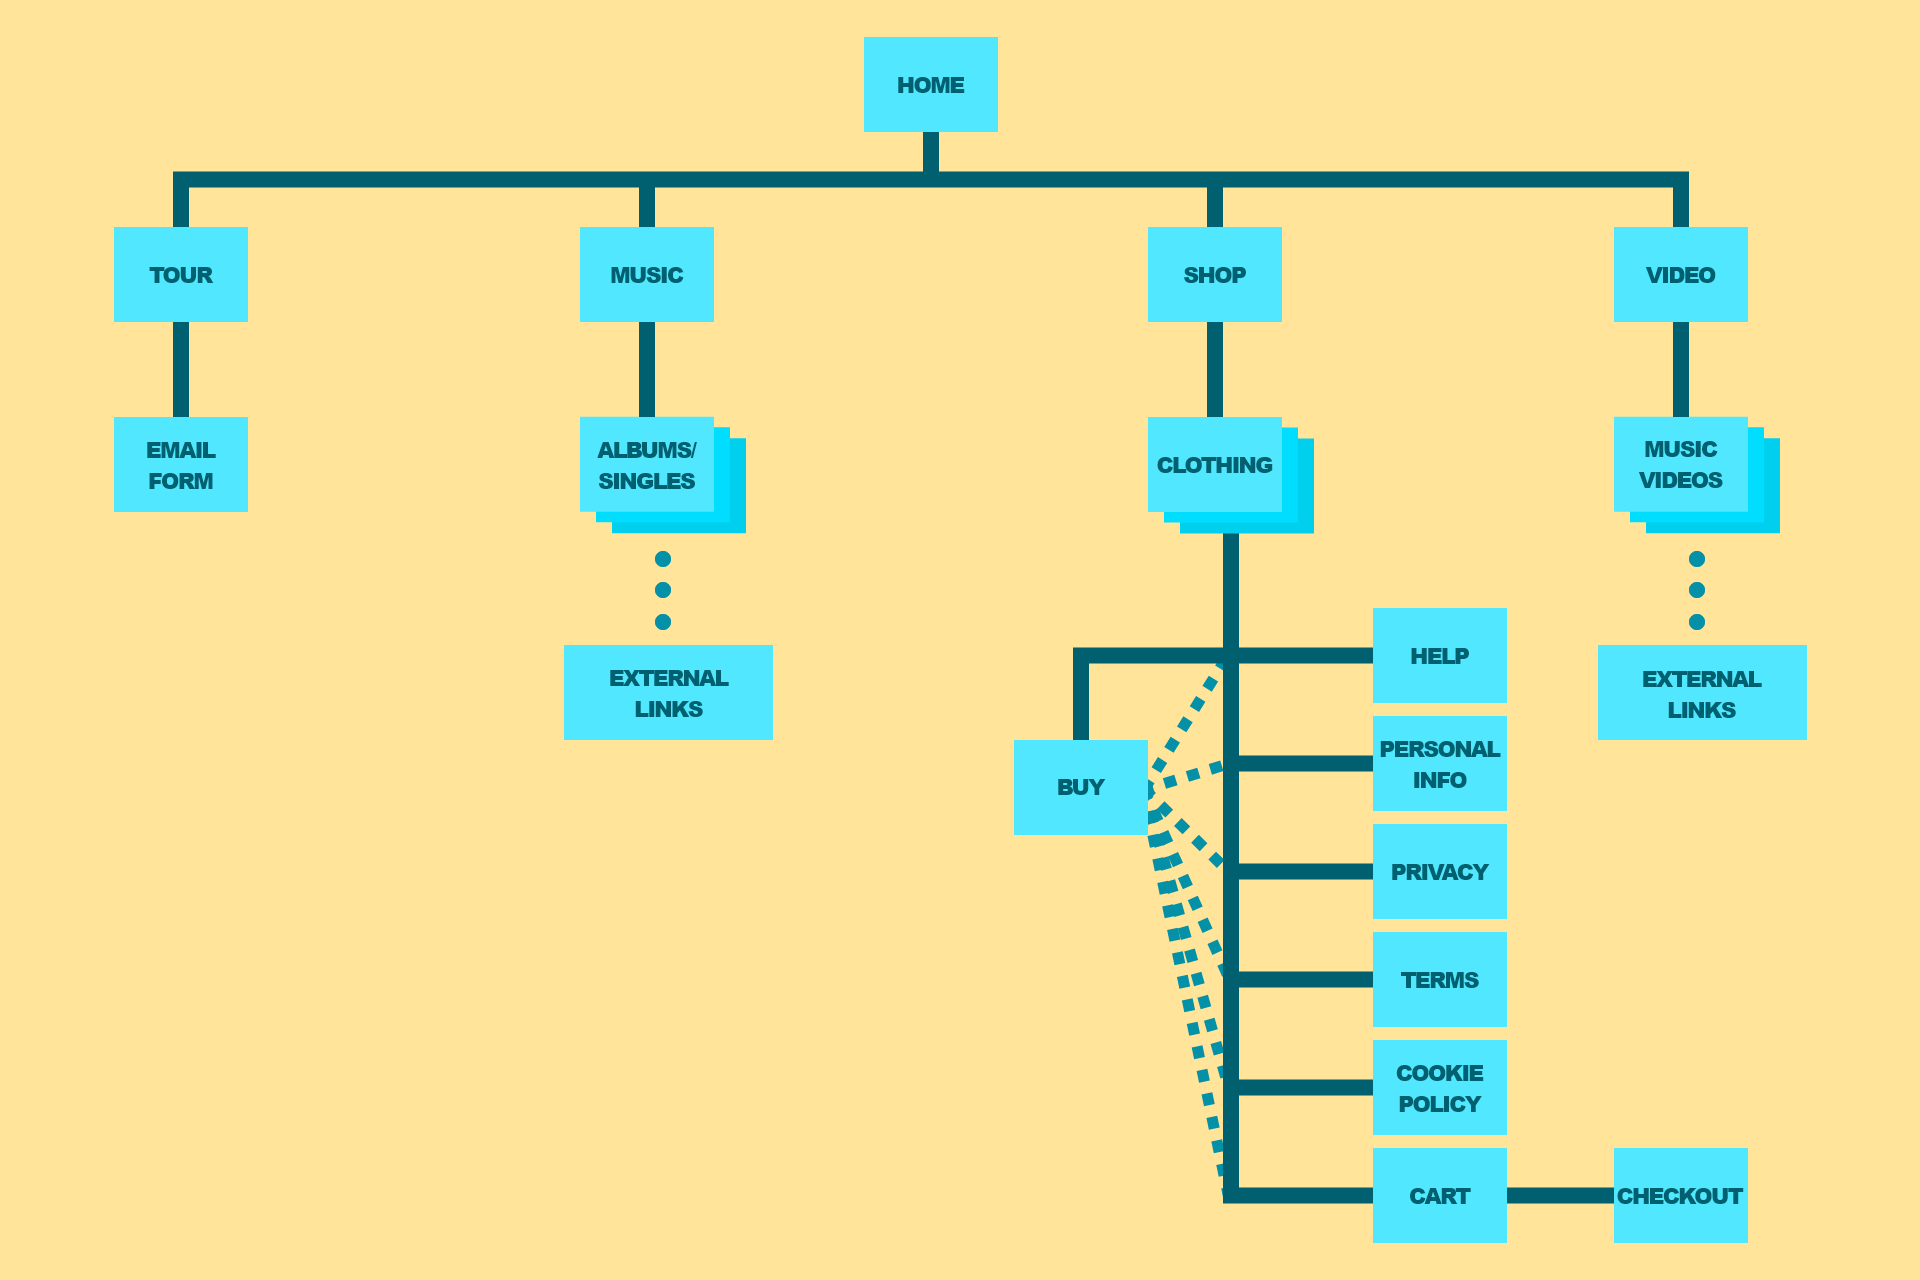 HOME
TOUR
MUSIC
SHOP
VIDEO
EMAIL
FORM
ALBUMS/
SINGLES
CLOTHING
MUSIC
VIDEOS
EXTERNAL
LINKS
HELP
EXTERNAL
LINKS
BUY
PERSONAL
INFO
PRIVACY
TERMS
COOKIE
POLICY
CART
CHECKOUT